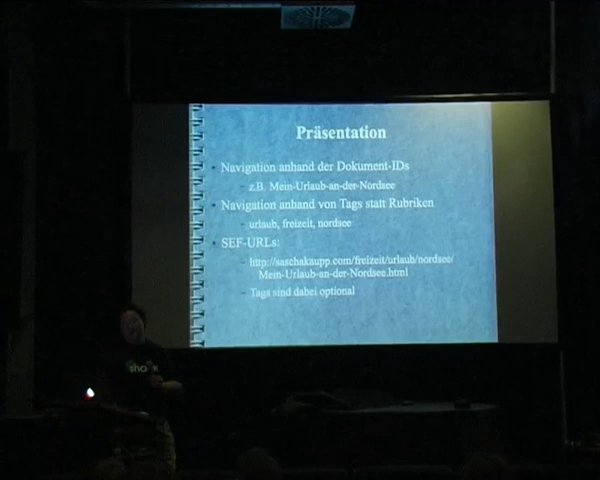 Präsentation
Navigation anhand der Dokument-IDs
z.B. Mein-Urlaub-an-der-Nordsee
Navigation anhand von Tags statt Rubriken
urlaub, freizeit, nordsee
SEF-URLs:
http://saschakaupp.com/freizeit/urlaub/nordsee/
Mein-Urlaub-an-der-Nordsee.html
Tags sind dabei optional